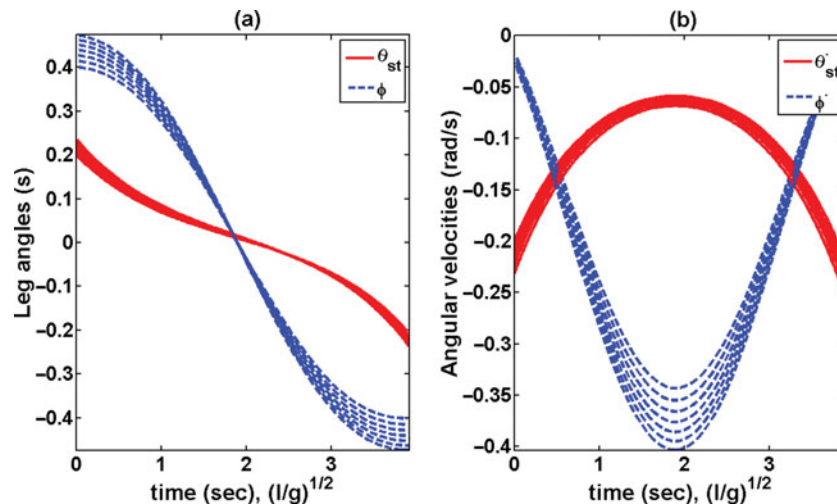 (a)
θst
ϕ
Leg angles (s)
0.4
0.3
0.2
0.1
0
−0.1
−0.2
−0.3
−0.4
0 1 2 3
time (sec), (l/g)1/2
(b)
θ̇st
ϕ̇
Angular velocities (rad/s)
0
−0.05
−0.1
−0.15
−0.2
−0.25
−0.3
−0.35
−0.4
0 1 2 3
time (sec), (l/g)1/2